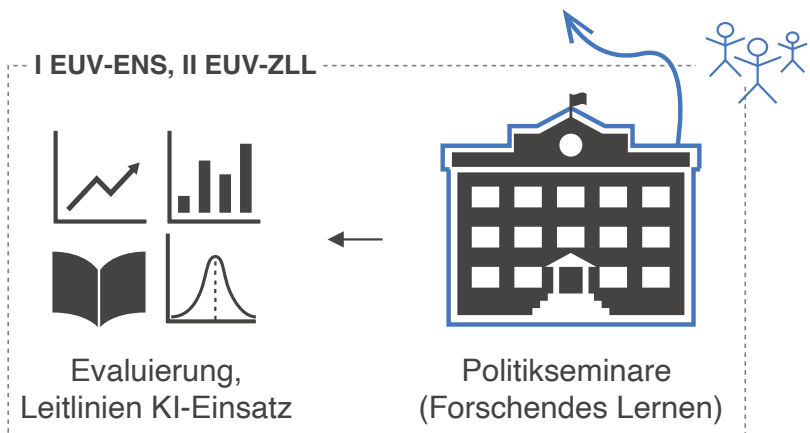 I EUV-ENS, II EUV-ZLL
Evaluierung,
Leitlinien KI-Einsatz
Politikseminare
(Forschendes Lernen)